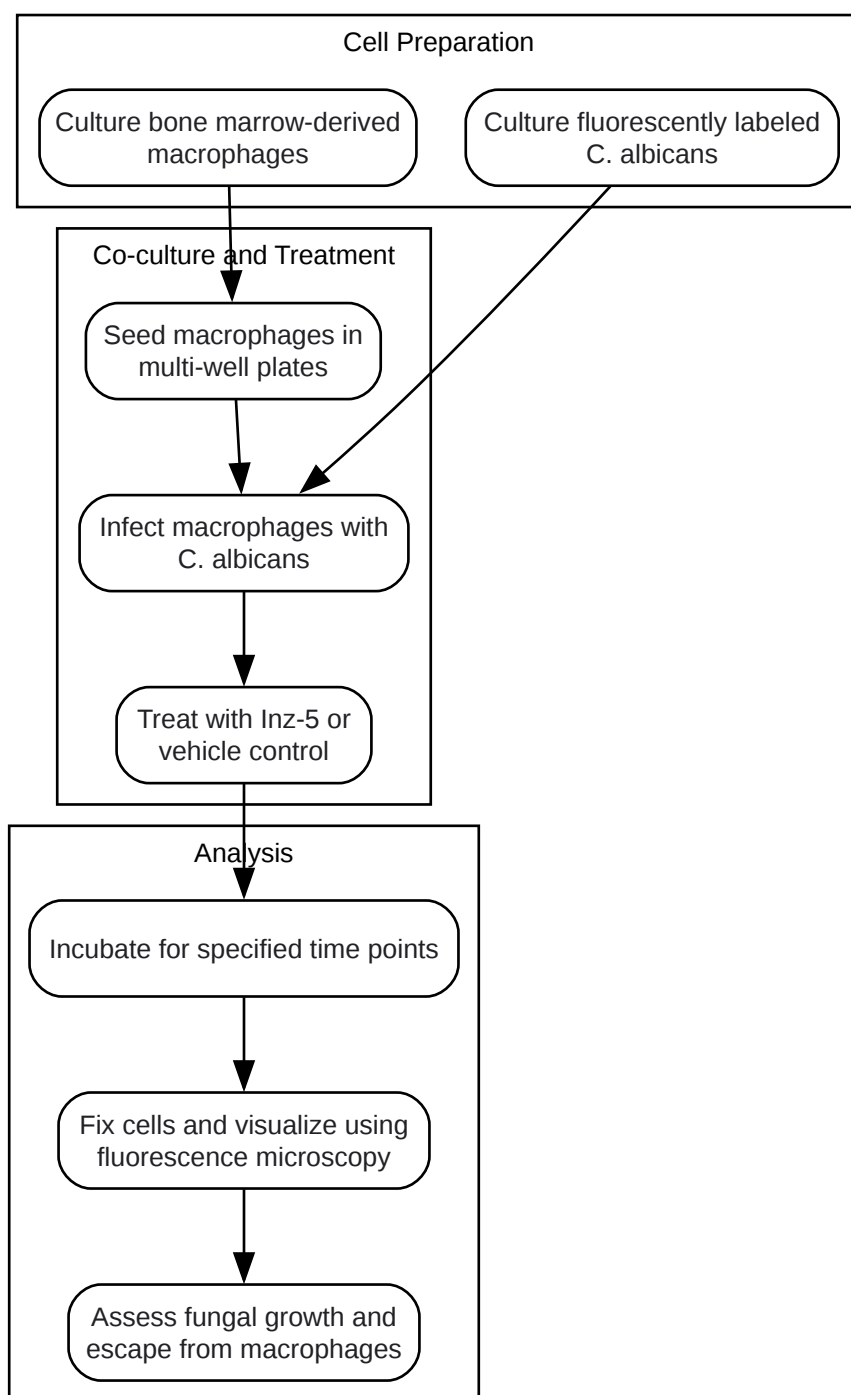 Cell Preparation
Culture bone marrow-derived
macrophages
Culture fluorescently labeled
C. albicans
Co-culture and Treatment
Seed macrophages in
multi-well plates
Infect macrophages with
C. albicans
Treat with Inz-5 or
vehicle control
Analysis
Incubate for specified time points
Fix cells and visualize using
fluorescence microscopy
Assess fungal growth and
escape from macrophages